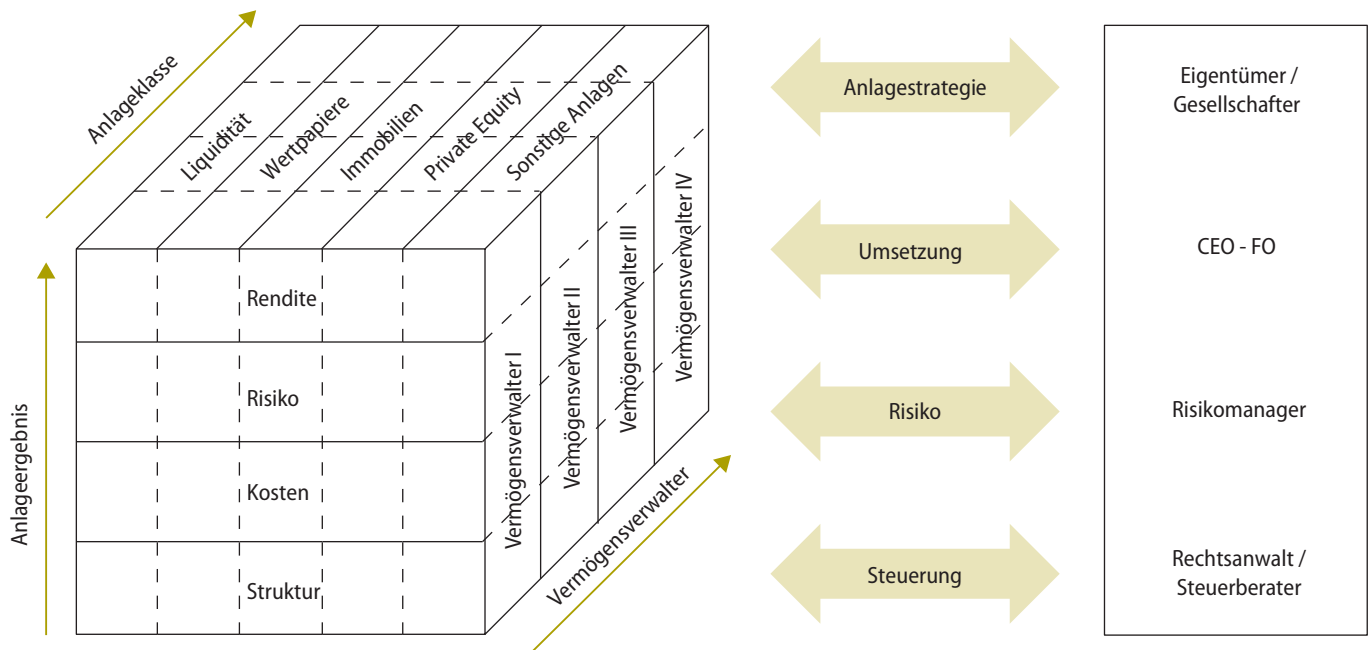 Anlageklasse
Liquidität
Wertpapiere
Immobilien
Private Equity
Sonstige Anlagen
Anlageergebnis
Rendite
Risiko
Kosten
Struktur
Vermögensverwalter I
Vermögensverwalter II
Vermögensverwalter III
Vermögensverwalter IV
Vermögensverwalter
Anlagestrategie
Umsetzung
Risiko
Steuerung
Eigentümer /
Gesellschafter
CEO - FO
Risikomanager
Rechtsanwalt /
Steuerberater